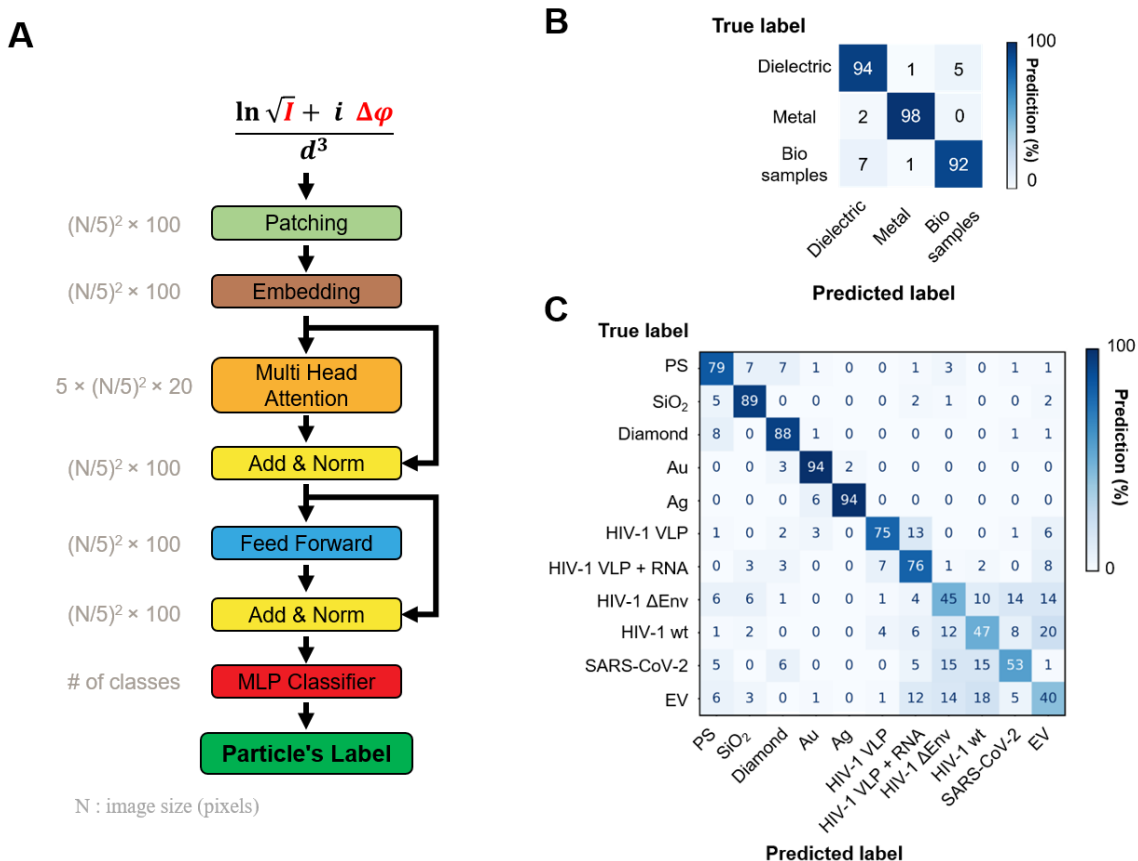 A
ln √I + i Δφ
d³
(N/5)² × 100
Patching
(N/5)² × 100
Embedding
5 × (N/5)² × 20
Multi Head
Attention
(N/5)² × 100
Add & Norm
(N/5)² × 100
Feed Forward
(N/5)² × 100
Add & Norm
# of classes
MLP Classifier
Particle's Label
N : image size (pixels)
B
True label
Dielectric 94 1 5
Metal 2 98 0
Bio
samples 7 1 92
Dielectric
Metal
Bio
samples
Predicted label
100
0
Prediction (%)
C
True label
PS 79 7 7 1 0 0 1 3 0 1 1
SiO₂ 5 89 0 0 0 0 2 1 0 0 2
Diamond 8 0 88 1 0 0 0 0 0 1 1
Au 0 0 3 94 2 0 0 0 0 0 0
Ag 0 0 0 6 94 0 0 0 0 0 0
HIV-1 VLP 1 0 2 3 0 75 13 0 0 1 6
HIV-1 VLP + RNA 0 3 3 0 0 7 76 1 2 0 8
HIV-1 ΔEnv 6 6 1 0 0 1 4 45 10 14 14
HIV-1 wt 1 2 0 0 0 4 6 12 47 8 20
SARS-CoV-2 5 0 6 0 0 0 5 15 15 53 1
EV 6 3 0 1 0 1 12 14 18 5 40
PS
SiO₂
Diamond
Au
Ag
HIV-1 VLP
HIV-1 VLP + RNA
HIV-1 ΔEnv
HIV-1 wt
SARS-CoV-2
EV
Predicted label
100
0
Prediction (%)